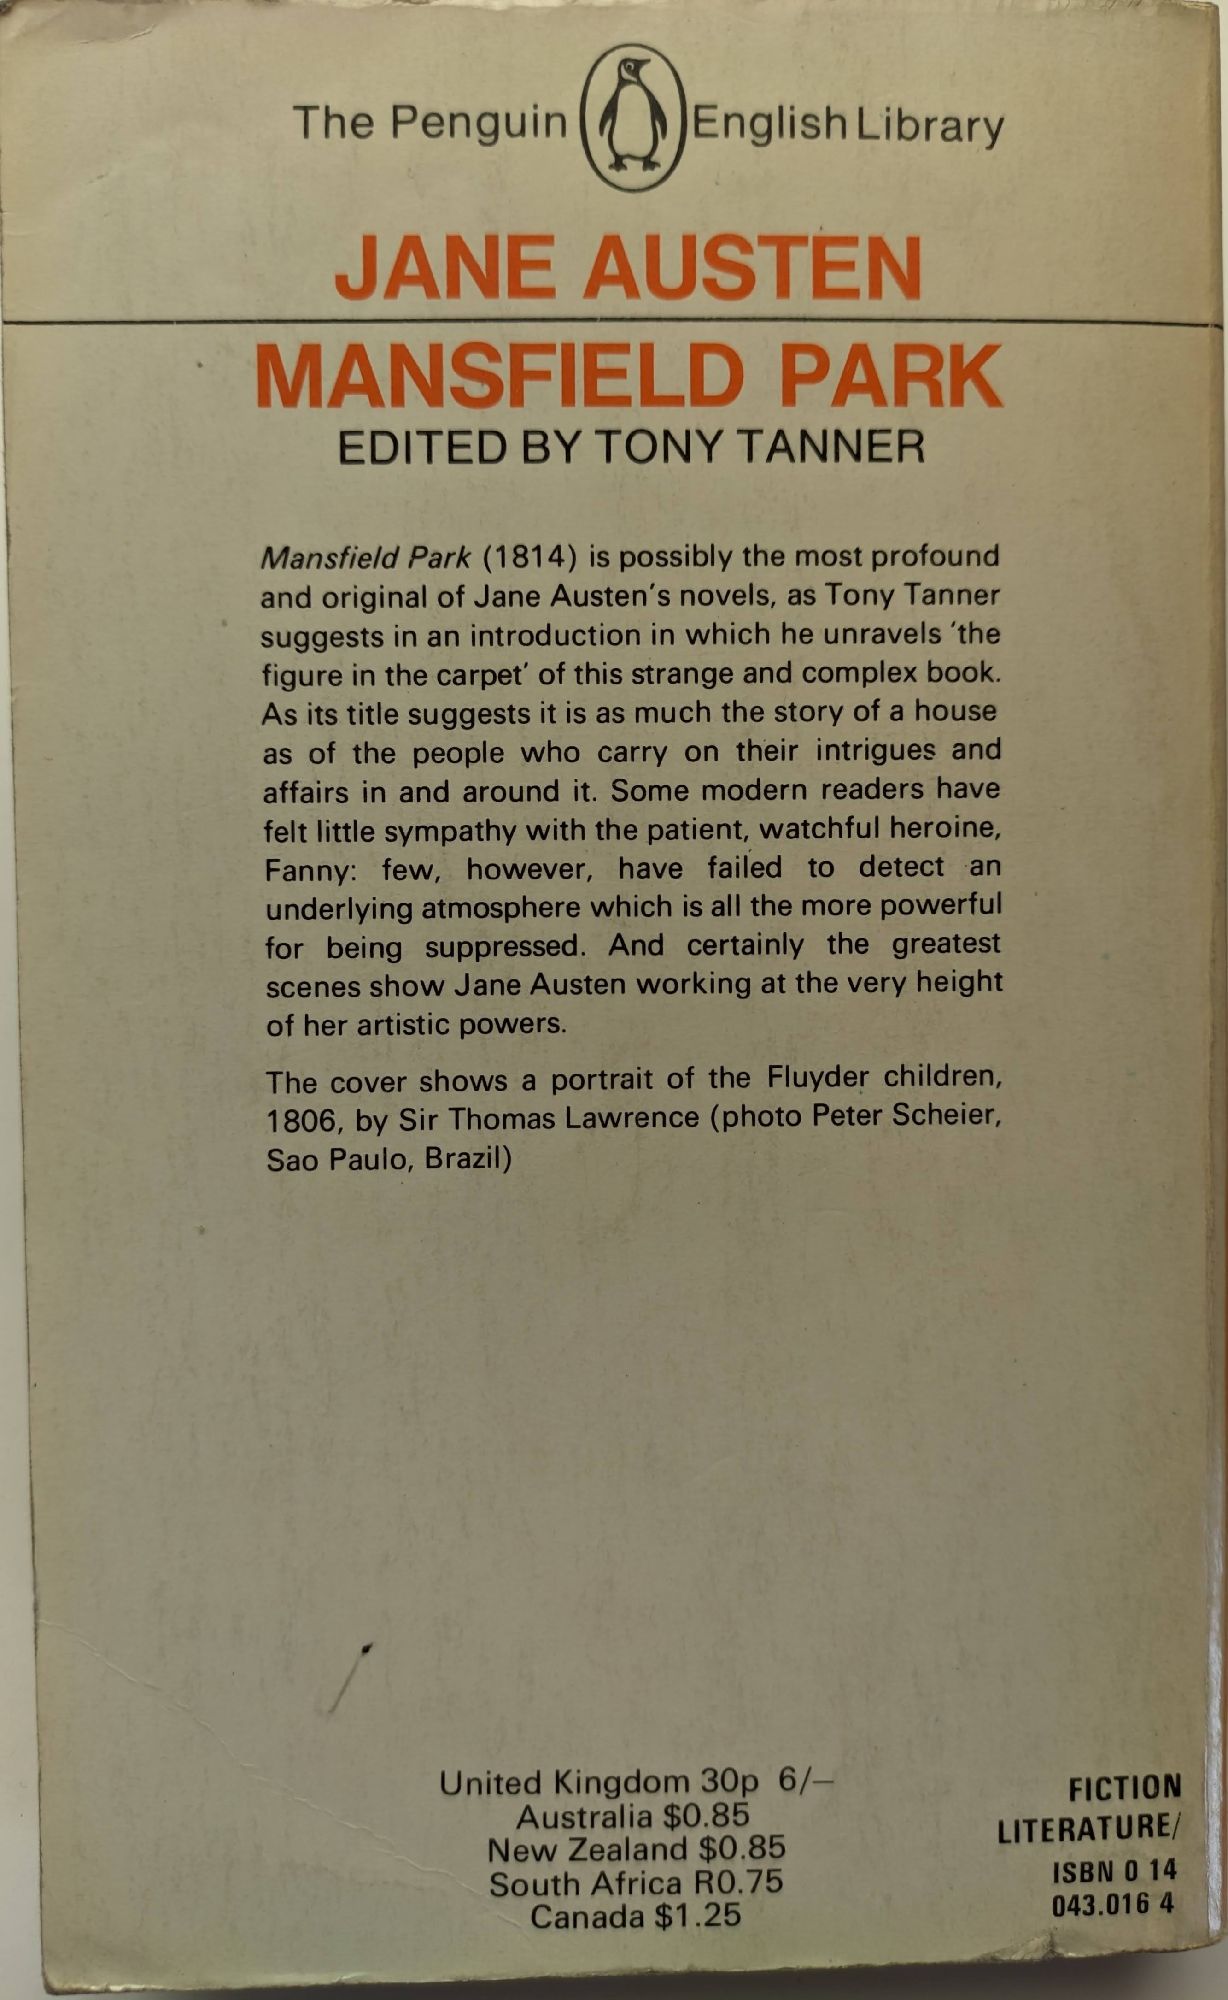 The Penguin English Library
JANE AUSTEN
MANSFIELD PARK
EDITED BY TONY TANNER
Mansfield Park (1814) is possibly the most profound
and original of Jane Austen's novels, as Tony Tanner
suggests in an introduction in which he unravels 'the
figure in the carpet' of this strange and complex book.
As its title suggests it is as much the story of a house
as of the people who carry on their intrigues and
affairs in and around it. Some modern readers have
felt little sympathy with the patient, watchful heroine,
Fanny: few, however, have failed to detect an
underlying atmosphere which is all the more powerful
for being suppressed. And certainly the greatest
scenes show Jane Austen working at the very height
of her artistic powers.
The cover shows a portrait of the Fluyder children,
1806, by Sir Thomas Lawrence (photo Peter Scheier,
Sao Paulo, Brazil)
United Kingdom 30p 6/–
Australia $0.85
New Zealand $0.85
South Africa R0.75
Canada $1.25
FICTION
LITERATURE/
ISBN 0 14
043.016 4